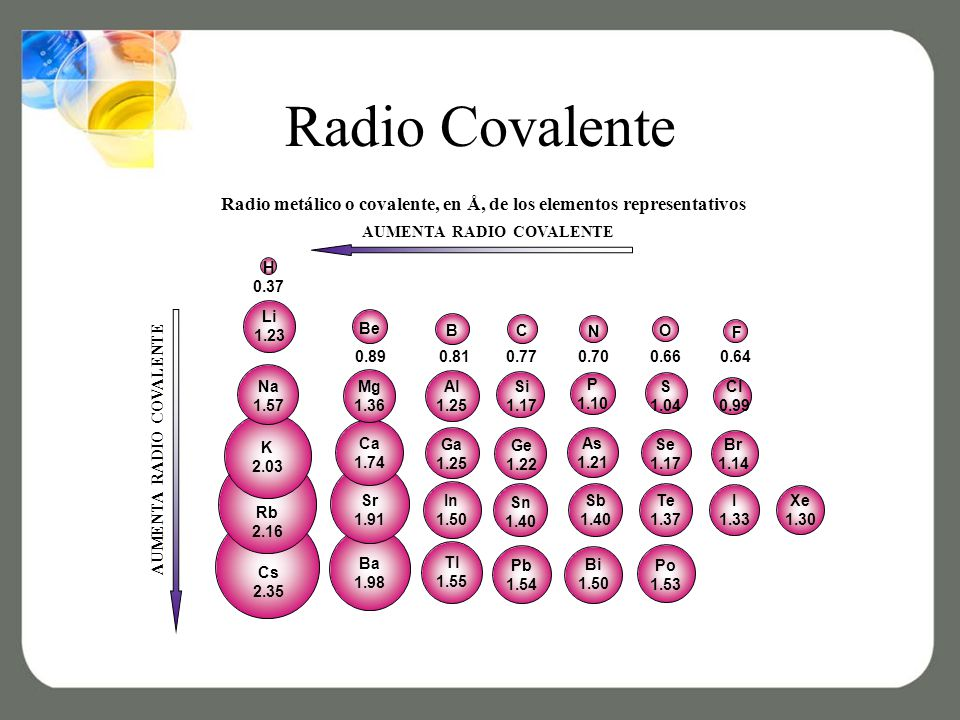 Radio Covalente
Radio metálico o covalente, en Â, de los elementos representativos
AUMENTA RADIO COVALENTE
AUMENTA RADIO COVALENTE
H
0.37
Li
1.23
Be
0.89
B
0.81
C
0.77
N
0.70
O
0.66
F
0.64
Na
1.57
Mg
1.36
Al
1.25
Si
1.17
P
1.10
S
1.04
Cl
0.99
K
2.03
Ca
1.74
Ga
1.25
Ge
1.22
As
1.21
Se
1.17
Br
1.14
Rb
2.16
Sr
1.91
In
1.50
Sn
1.40
Sb
1.40
Te
1.37
I
1.33
Xe
1.30
Cs
2.35
Ba
1.98
Tl
1.55
Pb
1.54
Bi
1.50
Po
1.53